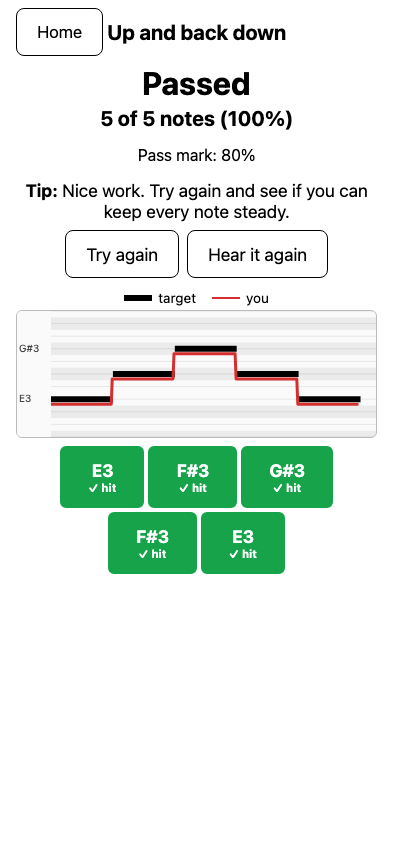 Home
Up and back down
Passed
5 of 5 notes (100%)
Pass mark: 80%
Tip: Nice work. Try again and see if you can
keep every note steady.
Try again
Hear it again
target
you
G#3
E3
E3
✓ hit
F#3
✓ hit
G#3
✓ hit
F#3
✓ hit
E3
✓ hit